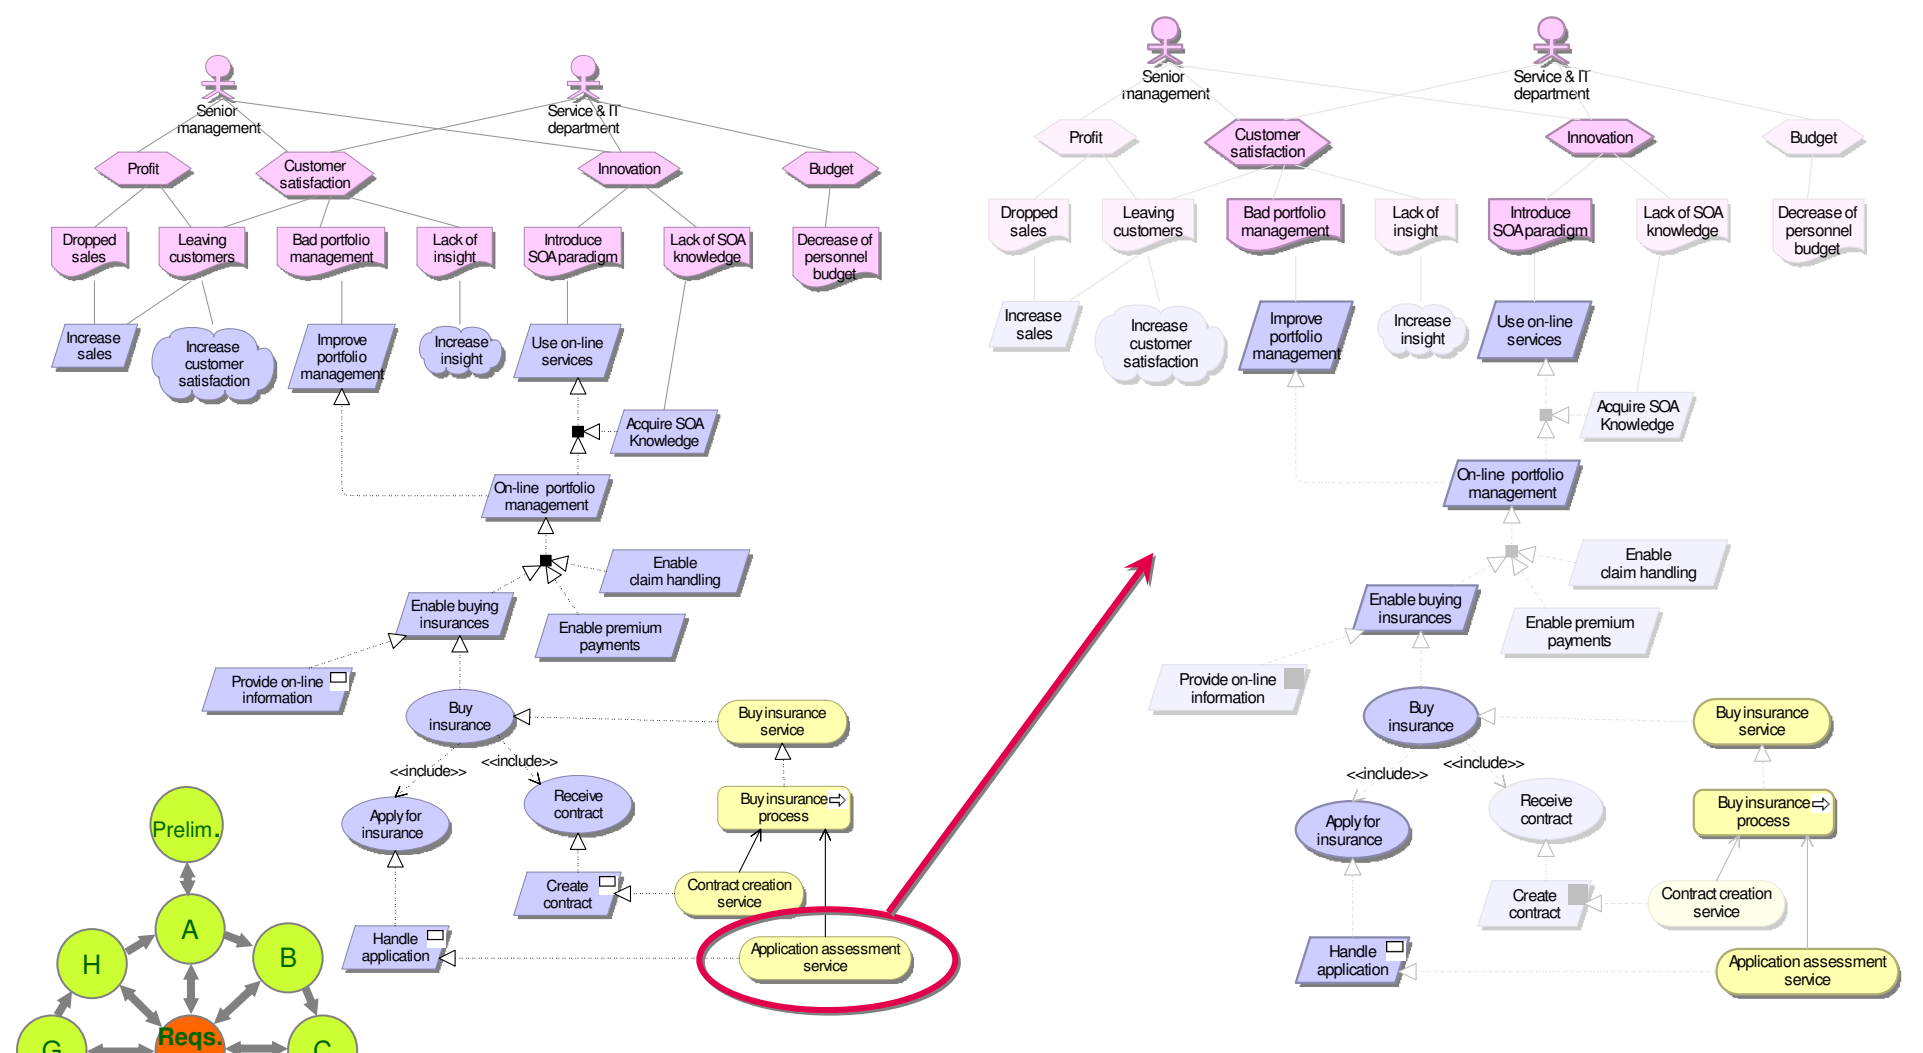 Senior
management
Service & IT
department
Profit
Customer
satisfaction
Innovation
Budget
Dropped
sales
Leaving
customers
Bad portfolio
management
Lack of
insight
Introduce
SOA paradigm
Lack of SOA
knowledge
Decrease of
personnel
budget
Increase
sales
Increase
customer
satisfaction
Improve
portfolio
management
Increase
insight
Use on-line
services
Acquire SOA
Knowledge
On-line portfolio
management
Enable
claim handling
Enable buying
insurances
Enable premium
payments
Provide on-line
information
Buy
insurance
Buy insurance
service
<<include>>
<<include>>
Buy insurance
process
Receive
contract
Apply for
insurance
Contract creation
service
Create
contract
Handle
application
Application assessment
service
Prelim.
A
H
B
Reqs.
G
C
Senior
management
Service & IT
department
Profit
Customer
satisfaction
Innovation
Budget
Dropped
sales
Leaving
customers
Bad portfolio
management
Lack of
insight
Introduce
SOA paradigm
Lack of SOA
knowledge
Decrease of
personnel
budget
Increase
sales
Increase
customer
satisfaction
Improve
portfolio
management
Increase
insight
Use on-line
services
Acquire SOA
Knowledge
On-line portfolio
management
Enable
claim handling
Enable buying
insurances
Enable premium
payments
Provide on-line
information
Buy
insurance
Buy insurance
service
<<include>>
<<include>>
Buy insurance
process
Receive
contract
Apply for
insurance
Contract creation
service
Create
contract
Handle
application
Application assessment
service